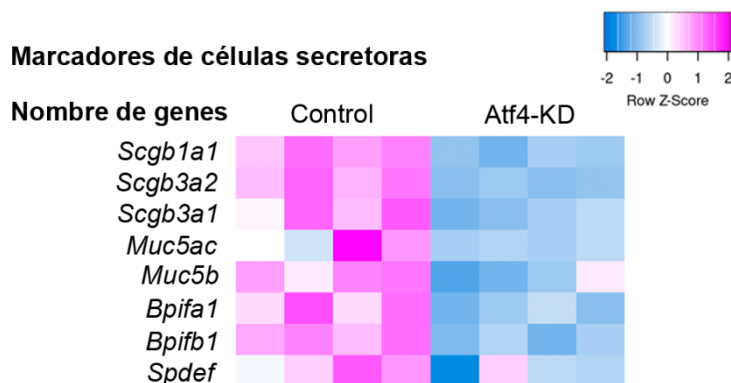 Marcadores de células secretoras
-2 -1 0 1 2
Row Z-Score
Nombre de genes Control Atf4-KD
Scgb1a1
Scgb3a2
Scgb3a1
Muc5ac
Muc5b
Bpifa1
Bpifb1
Spdef